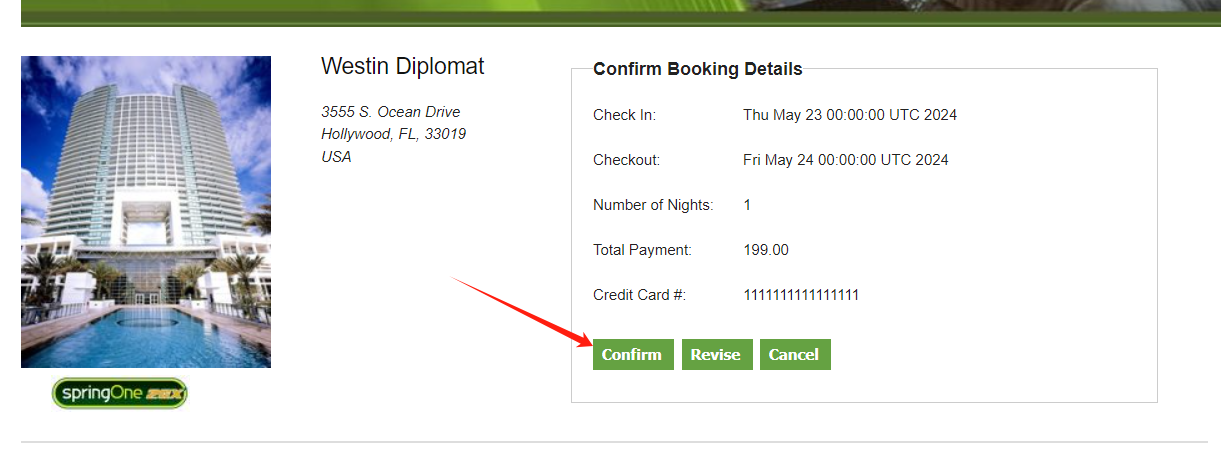 Westin Diplomat
3555 S. Ocean Drive
Hollywood, FL, 33019
USA
Confirm Booking Details
Check In: Thu May 23 00:00:00 UTC 2024
Checkout: Fri May 24 00:00:00 UTC 2024
Number of Nights: 1
Total Payment: 199.00
Credit Card #: 1111111111111111
Confirm Revise Cancel
springOne 2GX